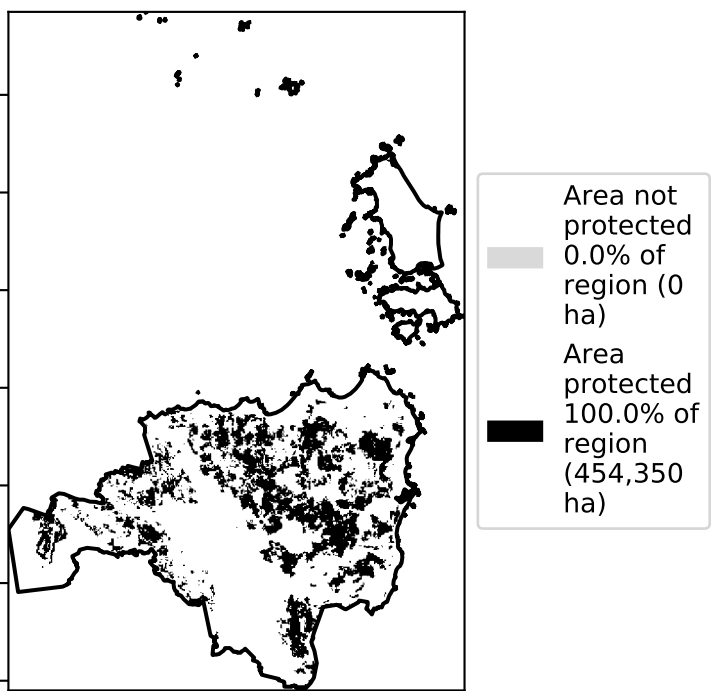 Area not
protected
0.0% of
region (0
ha)
Area
protected
100.0% of
region
(454,350
ha)